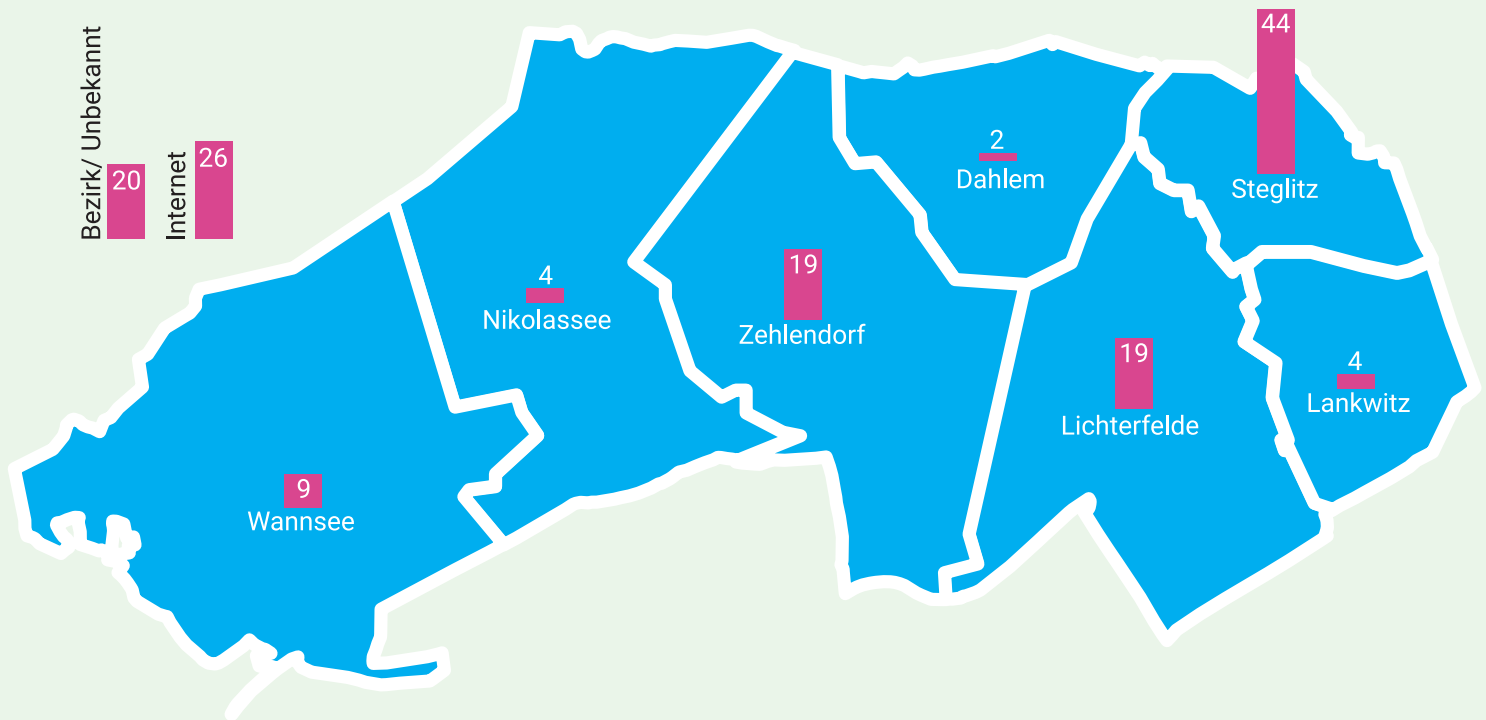 Bezirk/ Unbekannt
20
Internet
26
44
Steglitz
2
Dahlem
19
Zehlendorf
4
Nikolassee
19
Lichterfelde
4
Lankwitz
9
Wannsee